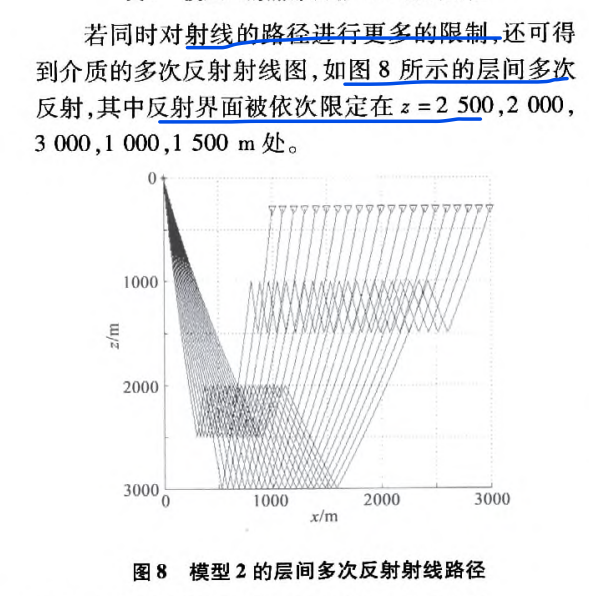 若同时对射线的路径进行更多的限制,还可得
到介质的多次反射射线图,如图 8 所示的层间多次
反射,其中反射界面被依次限定在 z = 2 500,2 000,
3 000,1 000,1 500 m 处。
0
1000
z/m
2000
3000
0 1000 2000 3000
x/m
图 8 模型 2 的层间多次反射射线路径